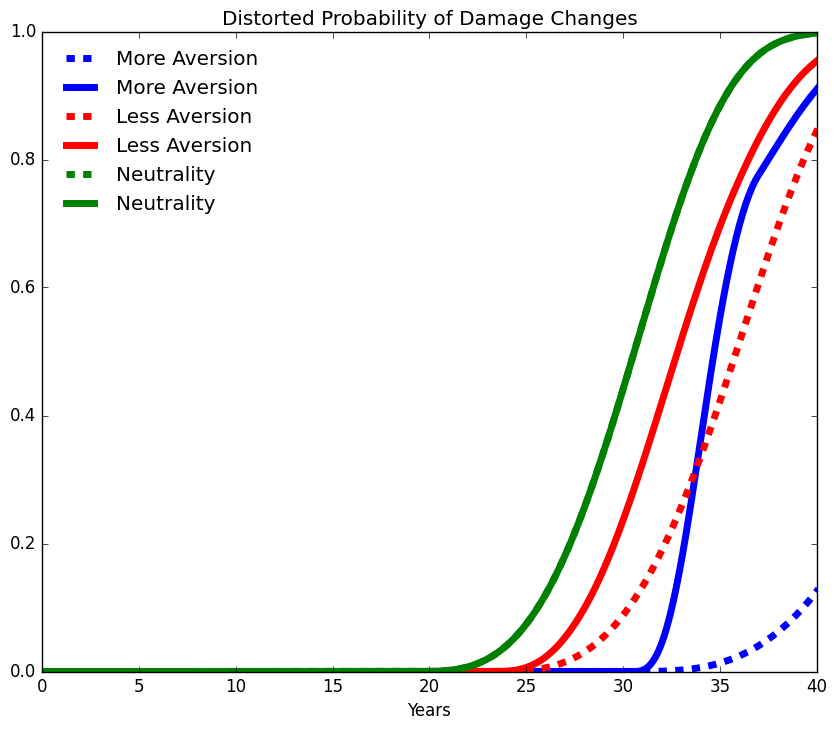 Distorted Probability of Damage Changes
1.0
0.8
0.6
0.4
0.2
0.0
More Aversion
More Aversion
Less Aversion
Less Aversion
Neutrality
Neutrality
0 5 10 15 20 25 30 35 40
Years